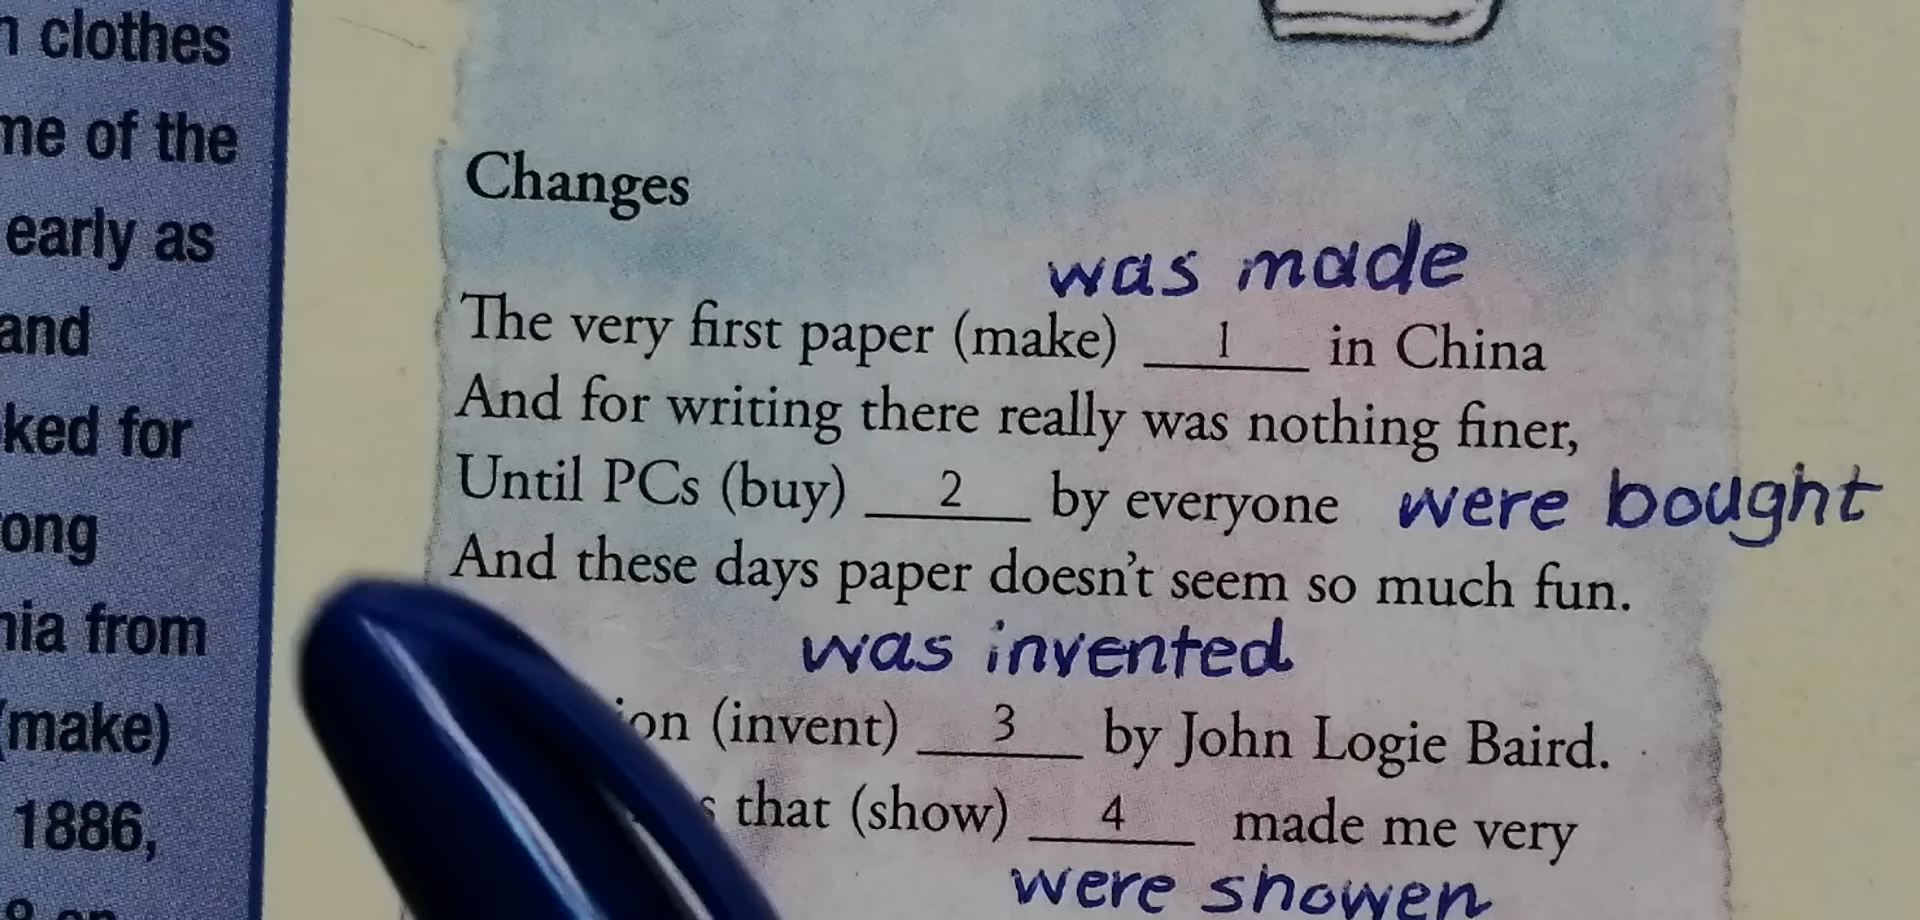 clothes
me of the
early as
and
ked for
ong
nia from
(make)
1886,
Changes
was made
The very first paper (make) 1 in China
And for writing there really was nothing finer,
Until PCs (buy) 2 by everyone were bought
And these days paper doesn't seem so much fun.
was invented
ion (invent) 3 by John Logie Baird.
s that (show) 4 made me very
were showen